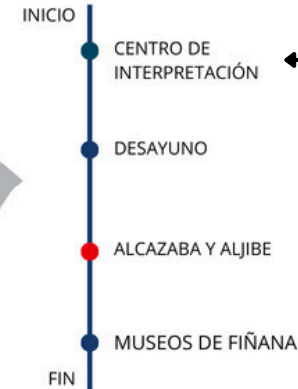 INICIO
CENTRO DE
INTERPRETACIÓN
DESAYUNO
ALCAZABA Y ALJIBE
MUSEOS DE FIÑANA
FIN